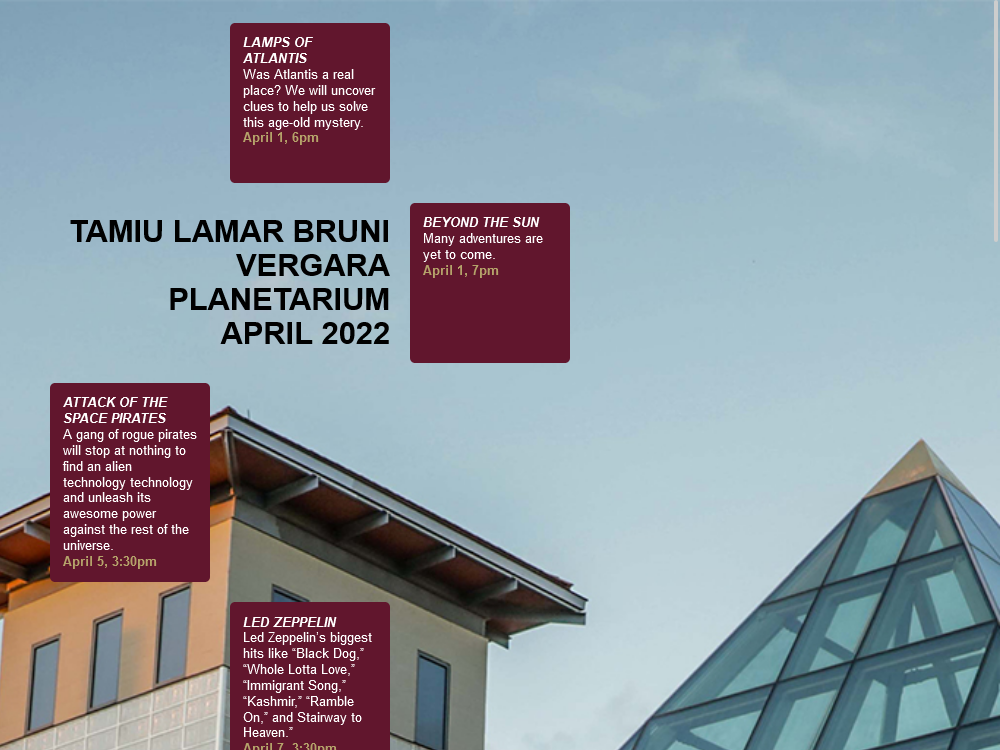 LAMPS OF
ATLANTIS
Was Atlantis a real
place? We will uncover
clues to help us solve
this age-old mystery.
April 1, 6pm
TAMIU LAMAR BRUNI
VERGARA
PLANETARIUM
APRIL 2022
BEYOND THE SUN
Many adventures are
yet to come.
April 1, 7pm
ATTACK OF THE
SPACE PIRATES
A gang of rogue pirates
will stop at nothing to
find an alien
technology technology
and unleash its
awesome power
against the rest of the
universe.
April 5, 3:30pm
LED ZEPPELIN
Led Zeppelin's biggest
hits like “Black Dog,”
“Whole Lotta Love,”
“Immigrant Song,”
“Kashmir,” “Ramble
On,” and Stairway to
Heaven.”
April 7, 3:30pm